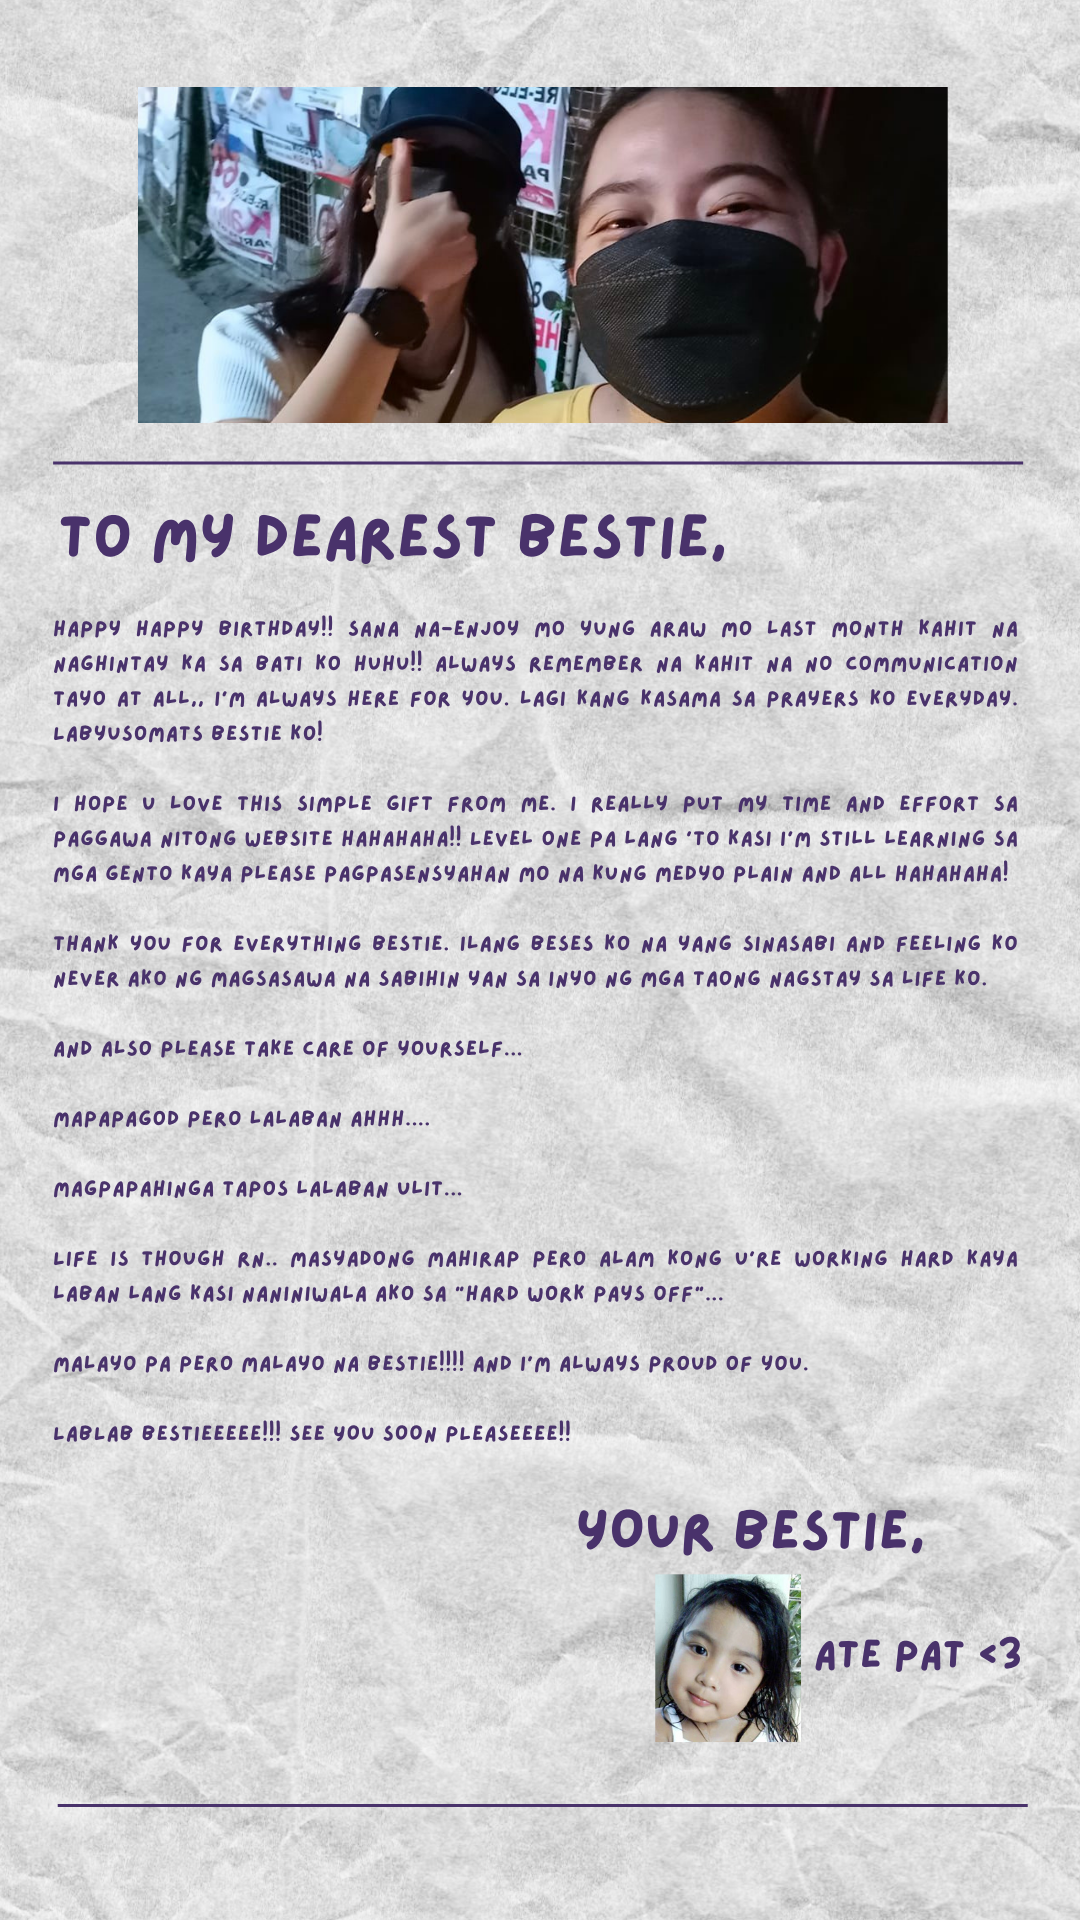 RE-ELECT
K
PA
TO MY DEAREST BESTIE,
HAPPY HAPPY BIRTHDAY!! SANA NA-ENJOY MO YUNG ARAW MO LAST MONTH KAHIT NA
NAGHINTAY KA SA BATI KO HUHU!! ALWAYS REMEMBER NA KAHIT NA NO COMMUNICATION
TAYO AT ALL,, I'M ALWAYS HERE FOR YOU. LAGI KANG KASAMA SA PRAYERS KO EVERYDAY.
LABYUSOMATS BESTIE KO!
I HOPE U LOVE THIS SIMPLE GIFT FROM ME. I REALLY PUT MY TIME AND EFFORT SA
PAGGAWA NITONG WEBSITE HAHAHAHA!! LEVEL ONE PA LANG 'TO KASI I'M STILL LEARNING SA
MGA GENTO KAYA PLEASE PAGPASENSYAHAN MO NA KUNG MEDYO PLAIN AND ALL HAHAHAHA!
THANK YOU FOR EVERYTHING BESTIE. ILANG BESES KO NA YANG SINASABI AND FEELING KO
NEVER AKO NG MAGSASAWA NA SABIHIN YAN SA INYO NG MGA TAONG NAGSTAY SA LIFE KO.
AND ALSO PLEASE TAKE CARE OF YOURSELF...
MAPAPAGOD PERO LALABAN AHHH....
MAGPAPAHINGA TAPOS LALABAN ULIT...
LIFE IS THOUGH RN.. MASYADONG MAHIRAP PERO ALAM KONG U'RE WORKING HARD KAYA
LABAN LANG KASI NANINIWALA AKO SA "HARD WORK PAYS OFF"...
MALAYO PA PERO MALAYO NA BESTIE!!!! AND I'M ALWAYS PROUD OF YOU.
LABLAB BESTIEEEEE!!! SEE YOU SOON PLEASEEEE!!
YOUR BESTIE,
ATE PAT <3